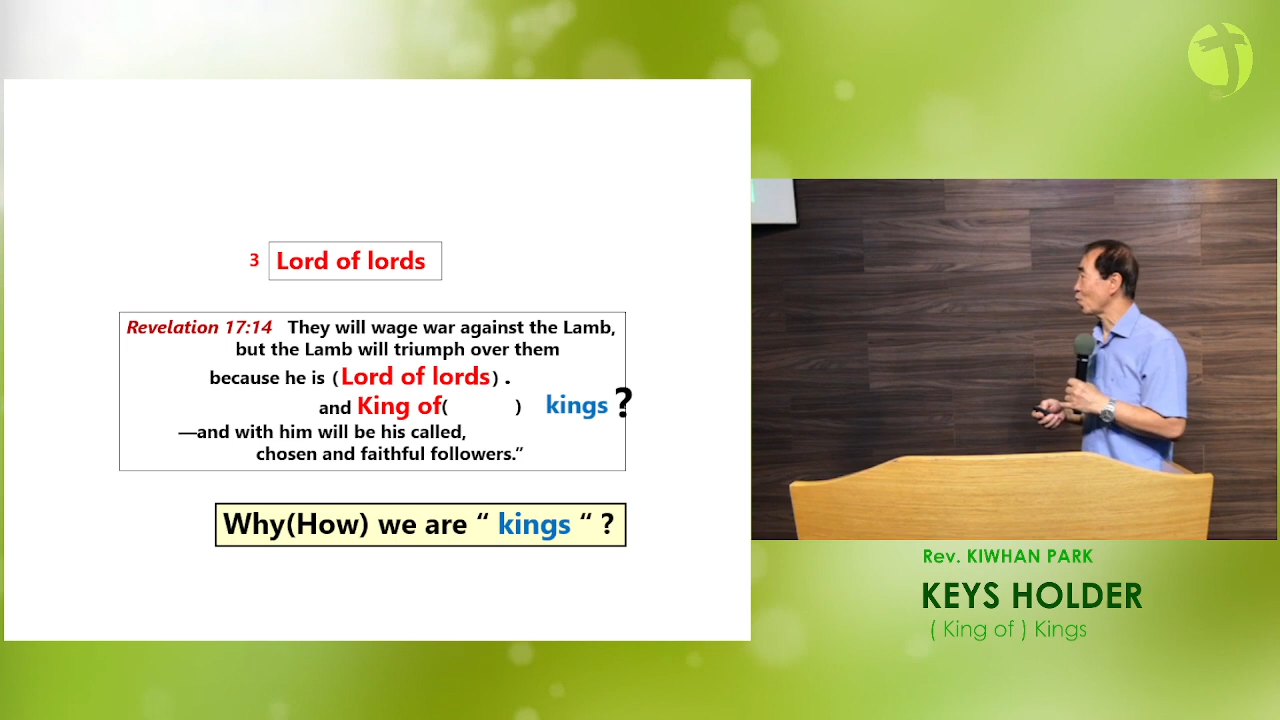 3 Lord of lords
Revelation 17:14 They will wage war against the Lamb,
but the Lamb will triumph over them
because he is (Lord of lords) .
and King of( ) kings ?
—and with him will be his called,
chosen and faithful followers.”
Why(How) we are “ kings “ ?
Rev. KIWHAN PARK
KEYS HOLDER
( King of ) Kings